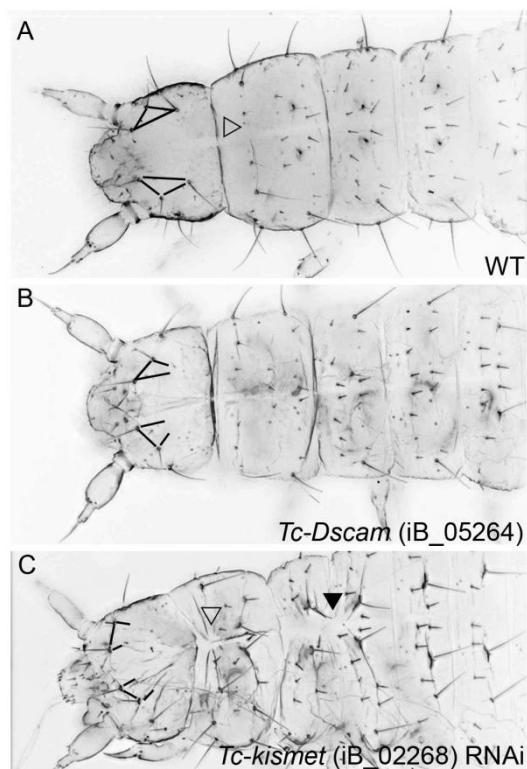 A
WT
B
Tc-Dscam (iB_05264)
C
Tc-kismet (iB_02268) RNAi